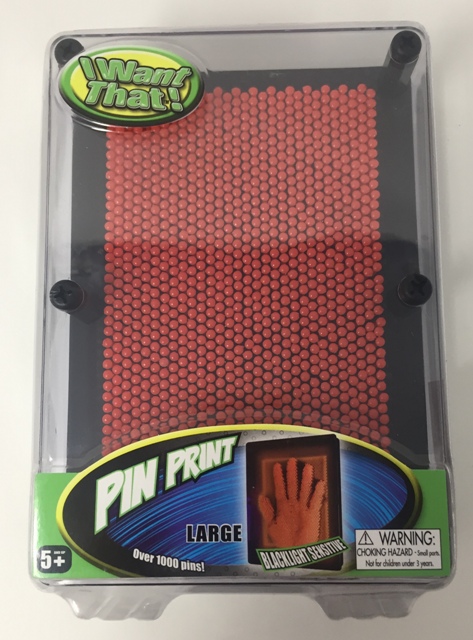 I Want
That!
PIN PRINT
LARGE
BLACKLIGHT SENSITIVE
Over 1000 pins!
5+
⚠ WARNING:
CHOKING HAZARD - Small parts.
Not for children under 3 years.